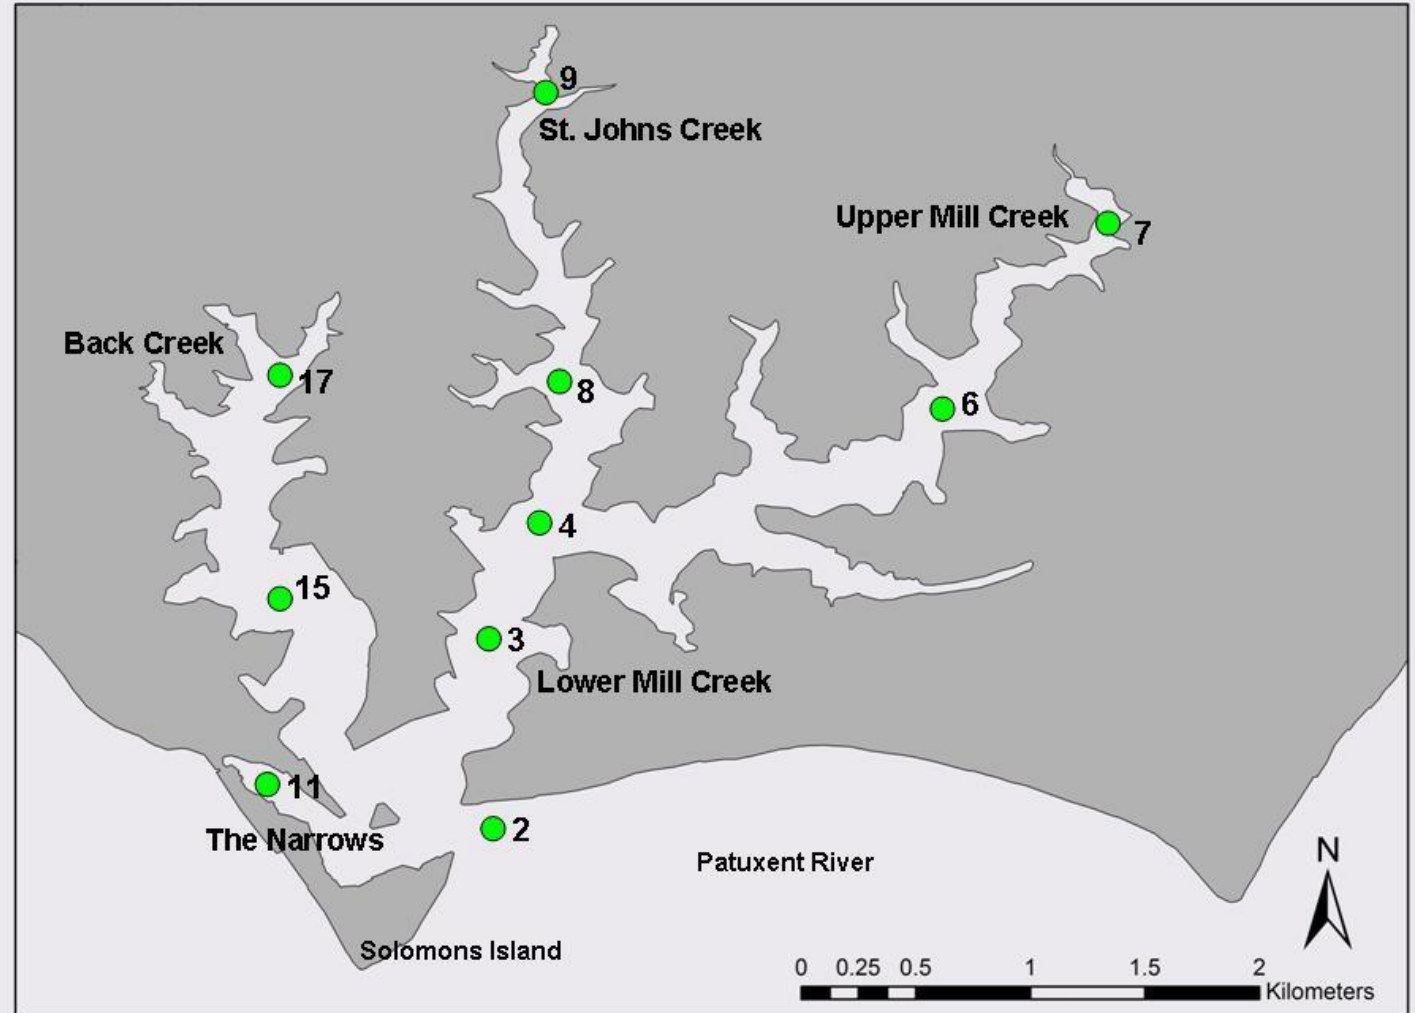 9
St. Johns Creek
Upper Mill Creek
7
Back Creek
17
8
6
4
15
3
Lower Mill Creek
11
The Narrows
2
Patuxent River
N
Solomons Island
0 0.25 0.5 1 1.5 2
Kilometers